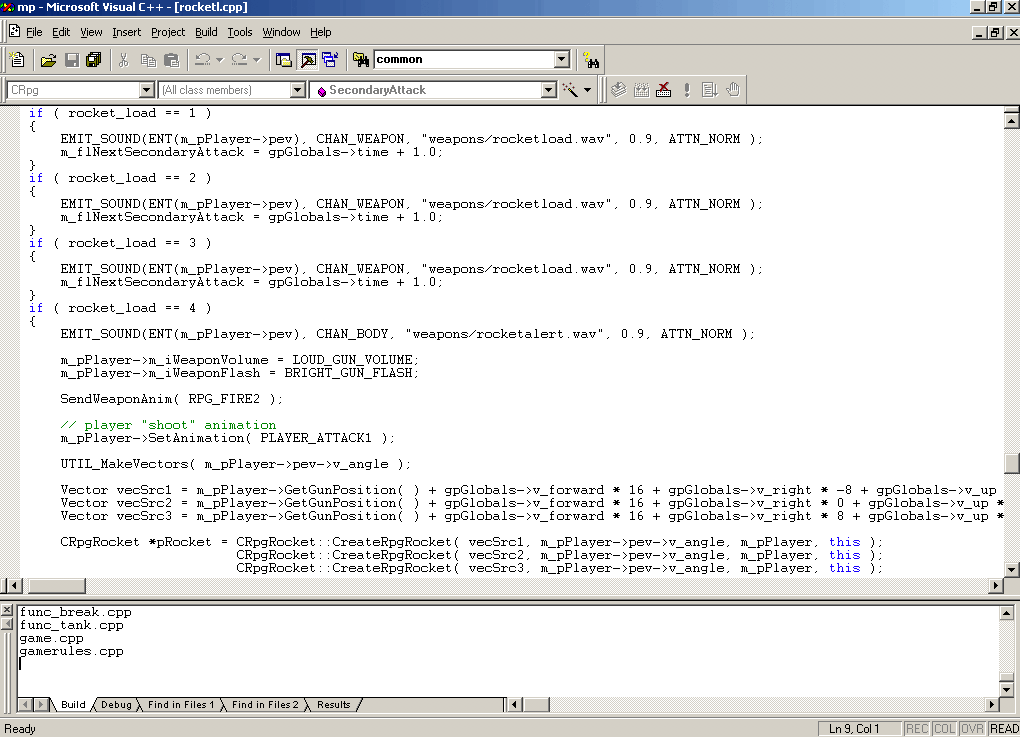 mp - Microsoft Visual C++ - [rocketl.cpp]
File Edit View Insert Project Build Tools Window Help
common
CRpg (All class members) SecondaryAttack
if ( rocket_load == 1 )
{
EMIT_SOUND(ENT(m_pPlayer->pev), CHAN_WEAPON, "weapons/rocketload.wav", 0.9, ATTN_NORM );
m_flNextSecondaryAttack = gpGlobals->time + 1.0;
}
if ( rocket_load == 2 )
{
EMIT_SOUND(ENT(m_pPlayer->pev), CHAN_WEAPON, "weapons/rocketload.wav", 0.9, ATTN_NORM );
m_flNextSecondaryAttack = gpGlobals->time + 1.0;
}
if ( rocket_load == 3 )
{
EMIT_SOUND(ENT(m_pPlayer->pev), CHAN_WEAPON, "weapons/rocketload.wav", 0.9, ATTN_NORM );
m_flNextSecondaryAttack = gpGlobals->time + 1.0;
}
if ( rocket_load == 4 )
{
EMIT_SOUND(ENT(m_pPlayer->pev), CHAN_BODY, "weapons/rocketalert.wav", 0.9, ATTN_NORM );
m_pPlayer->m_iWeaponVolume = LOUD_GUN_VOLUME;
m_pPlayer->m_iWeaponFlash = BRIGHT_GUN_FLASH;
SendWeaponAnim( RPG_FIRE2 );
// player "shoot" animation
m_pPlayer->SetAnimation( PLAYER_ATTACK1 );
UTIL_MakeVectors( m_pPlayer->pev->v_angle );
Vector vecSrc1 = m_pPlayer->GetGunPosition( ) + gpGlobals->v_forward * 16 + gpGlobals->v_right * -8 + gpGlobals->v_up
Vector vecSrc2 = m_pPlayer->GetGunPosition( ) + gpGlobals->v_forward * 16 + gpGlobals->v_right * 0 + gpGlobals->v_up *
Vector vecSrc3 = m_pPlayer->GetGunPosition( ) + gpGlobals->v_forward * 16 + gpGlobals->v_right * 8 + gpGlobals->v_up *
CRpgRocket *pRocket = CRpgRocket::CreateRpgRocket( vecSrc1, m_pPlayer->pev->v_angle, m_pPlayer, this );
CRpgRocket::CreateRpgRocket( vecSrc2, m_pPlayer->pev->v_angle, m_pPlayer, this );
CRpgRocket::CreateRpgRocket( vecSrc3, m_pPlayer->pev->v_angle, m_pPlayer, this );
func_break.cpp
func_tank.cpp
game.cpp
gamerules.cpp
Build Debug Find in Files 1 Find in Files 2 Results
Ready Ln 9, Col 1 REC COL OVR READ